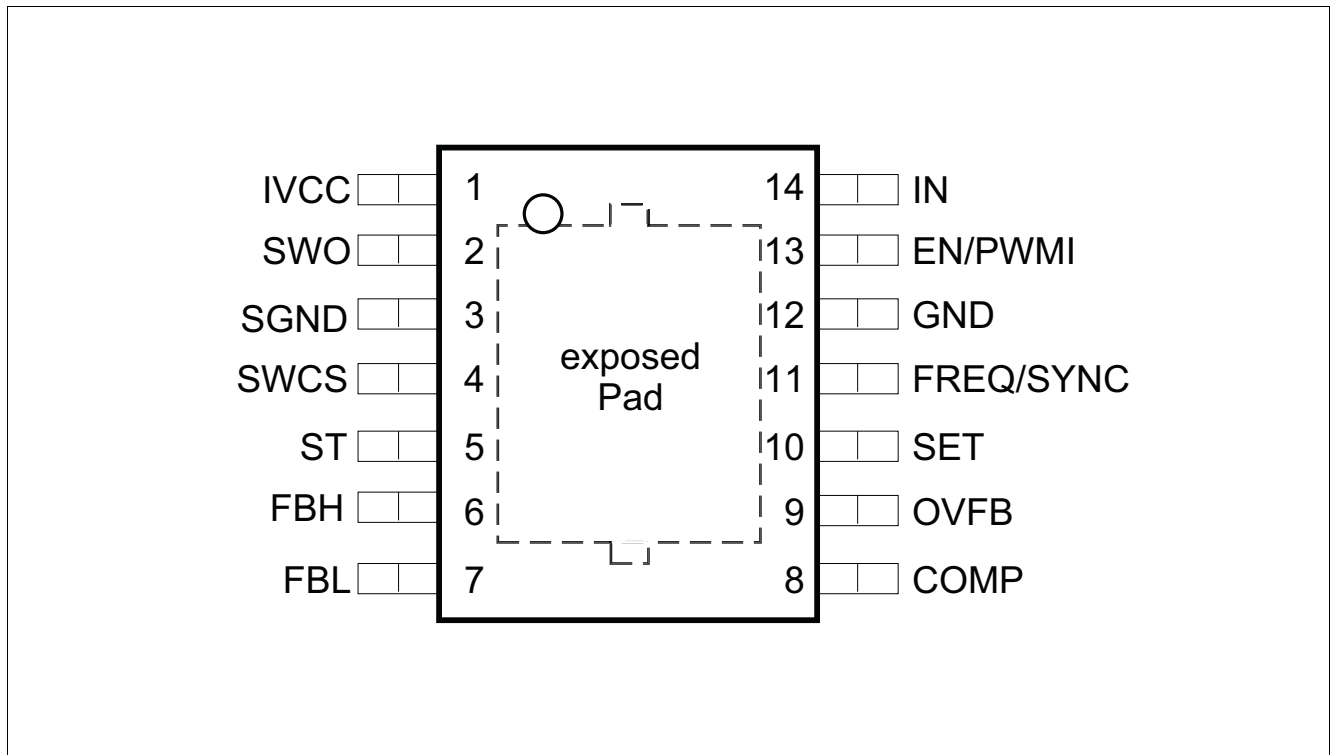 IVCC 1 14 IN
SWO 2 13 EN/PWMI
SGND 3 12 GND
SWCS 4 11 FREQ/SYNC
exposed
Pad
ST 5 10 SET
FBH 6 9 OVFB
FBL 7 8 COMP